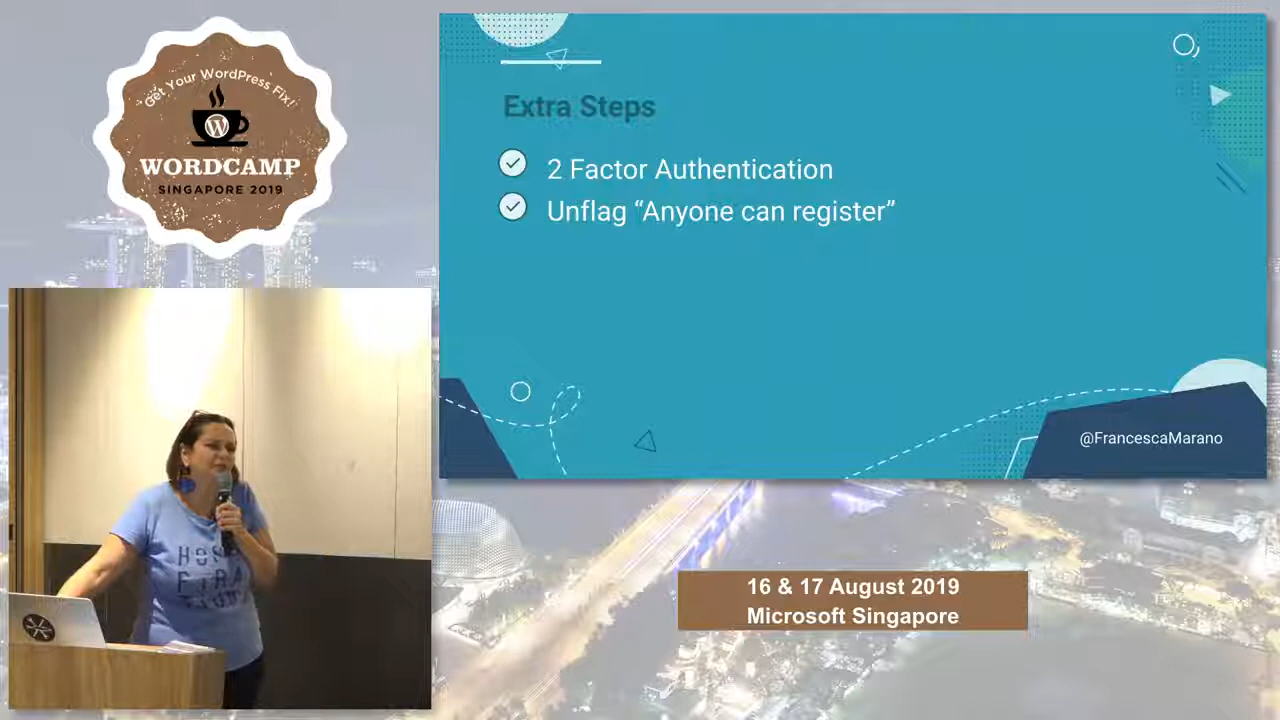 Get Your WordPress Fix!
WORDCAMP
SINGAPORE 2019
Extra Steps
2 Factor Authentication
Unflag “Anyone can register”
@FrancescaMarano
16 & 17 August 2019
Microsoft Singapore